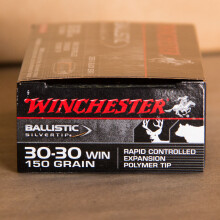 WINCHESTER
BALLISTIC
SILVERTIP
30-30 WIN
150 GRAIN
RAPID CONTROLLED
EXPANSION
POLYMER TIP